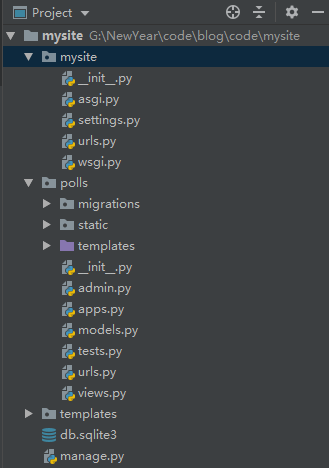 Project
mysite G:\NewYear\code\blog\code\mysite
mysite
__init__.py
asgi.py
settings.py
urls.py
wsgi.py
polls
migrations
static
templates
__init__.py
admin.py
apps.py
models.py
tests.py
urls.py
views.py
templates
db.sqlite3
manage.py